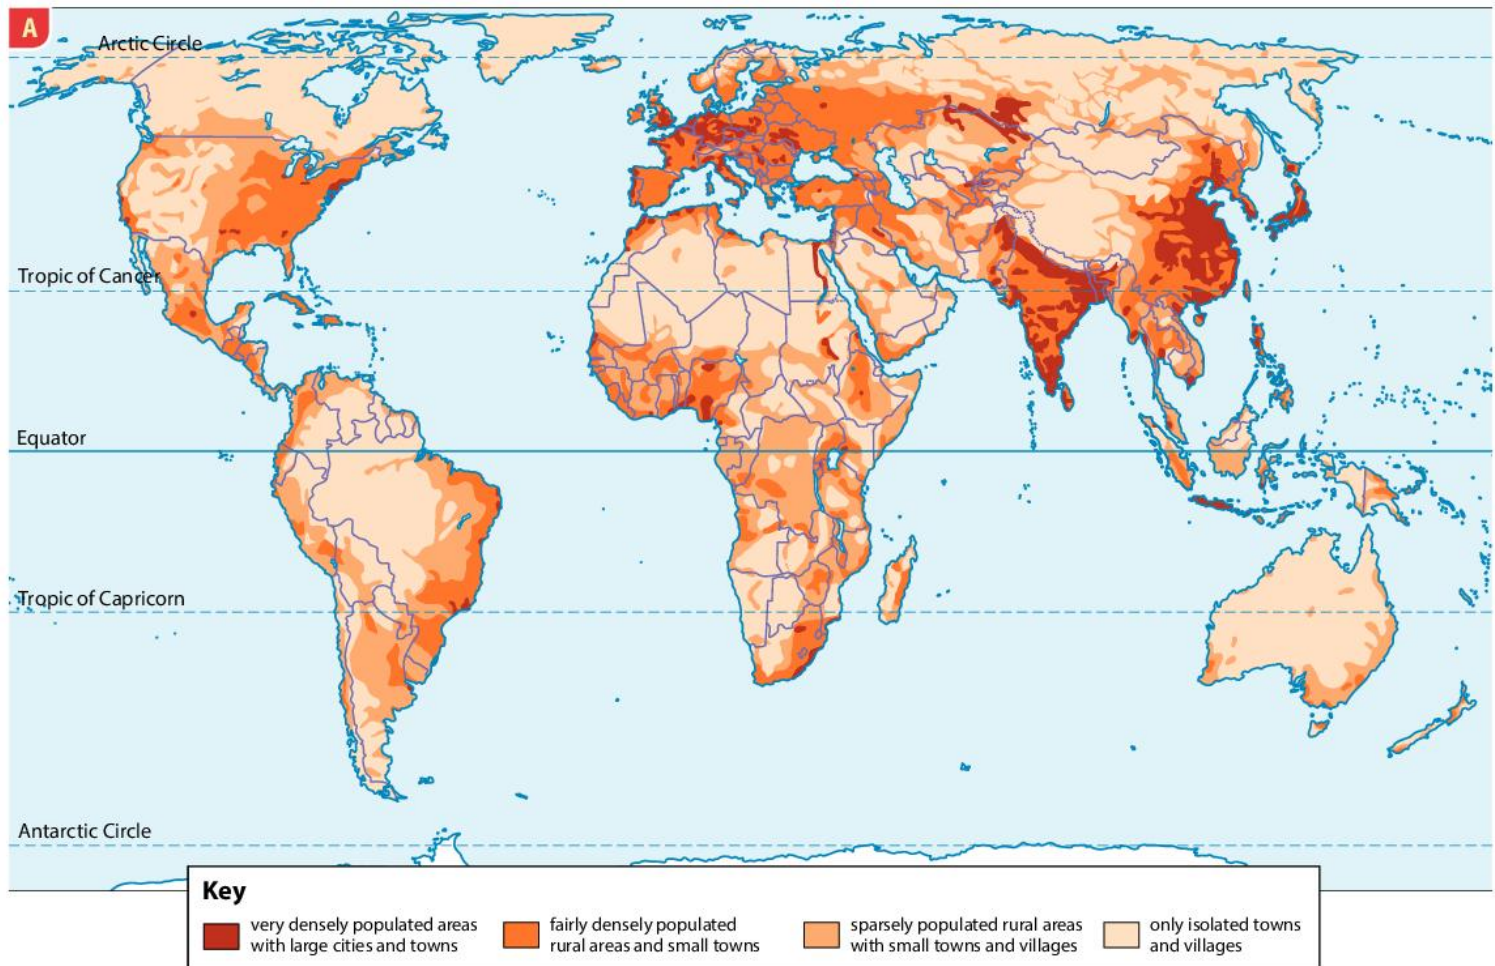 A
Arctic Circle
Tropic of Cancer
Equator
Tropic of Capricorn
Antarctic Circle
Key
very densely populated areas
with large cities and towns
fairly densely populated
rural areas and small towns
sparsely populated rural areas
with small towns and villages
only isolated towns
and villages